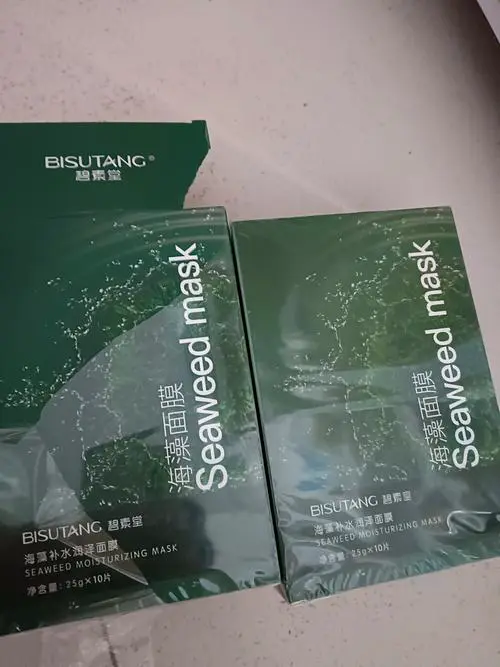 BISUTANG®
碧素堂
海藻面膜
Seaweed mask
BISUTANG 碧素堂
海藻补水润泽面膜
SEAWEED MOISTURIZING MASK
净含量：25g×10片
海藻面膜
Seaweed mask
BISUTANG 碧素堂
海藻补水润泽面膜
SEAWEED MOISTURIZING MASK
净含量：25g×10片